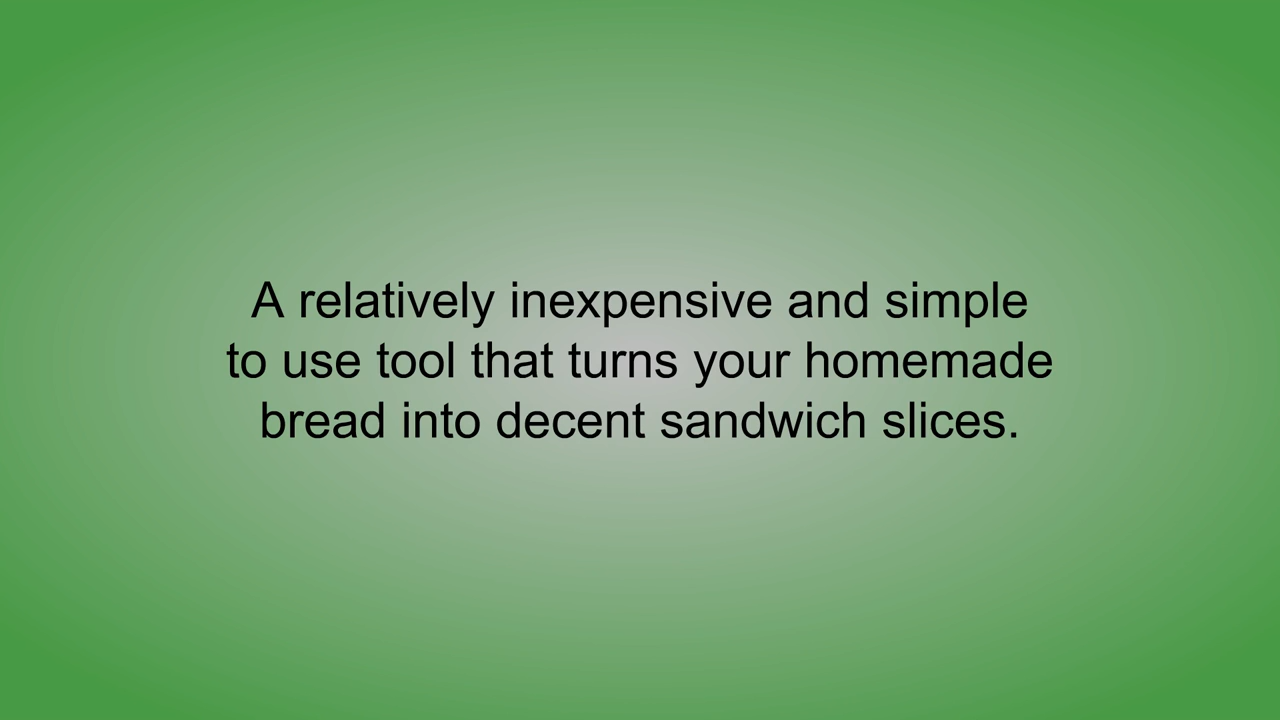 A relatively inexpensive and simple
to use tool that turns your homemade
bread into decent sandwich slices.